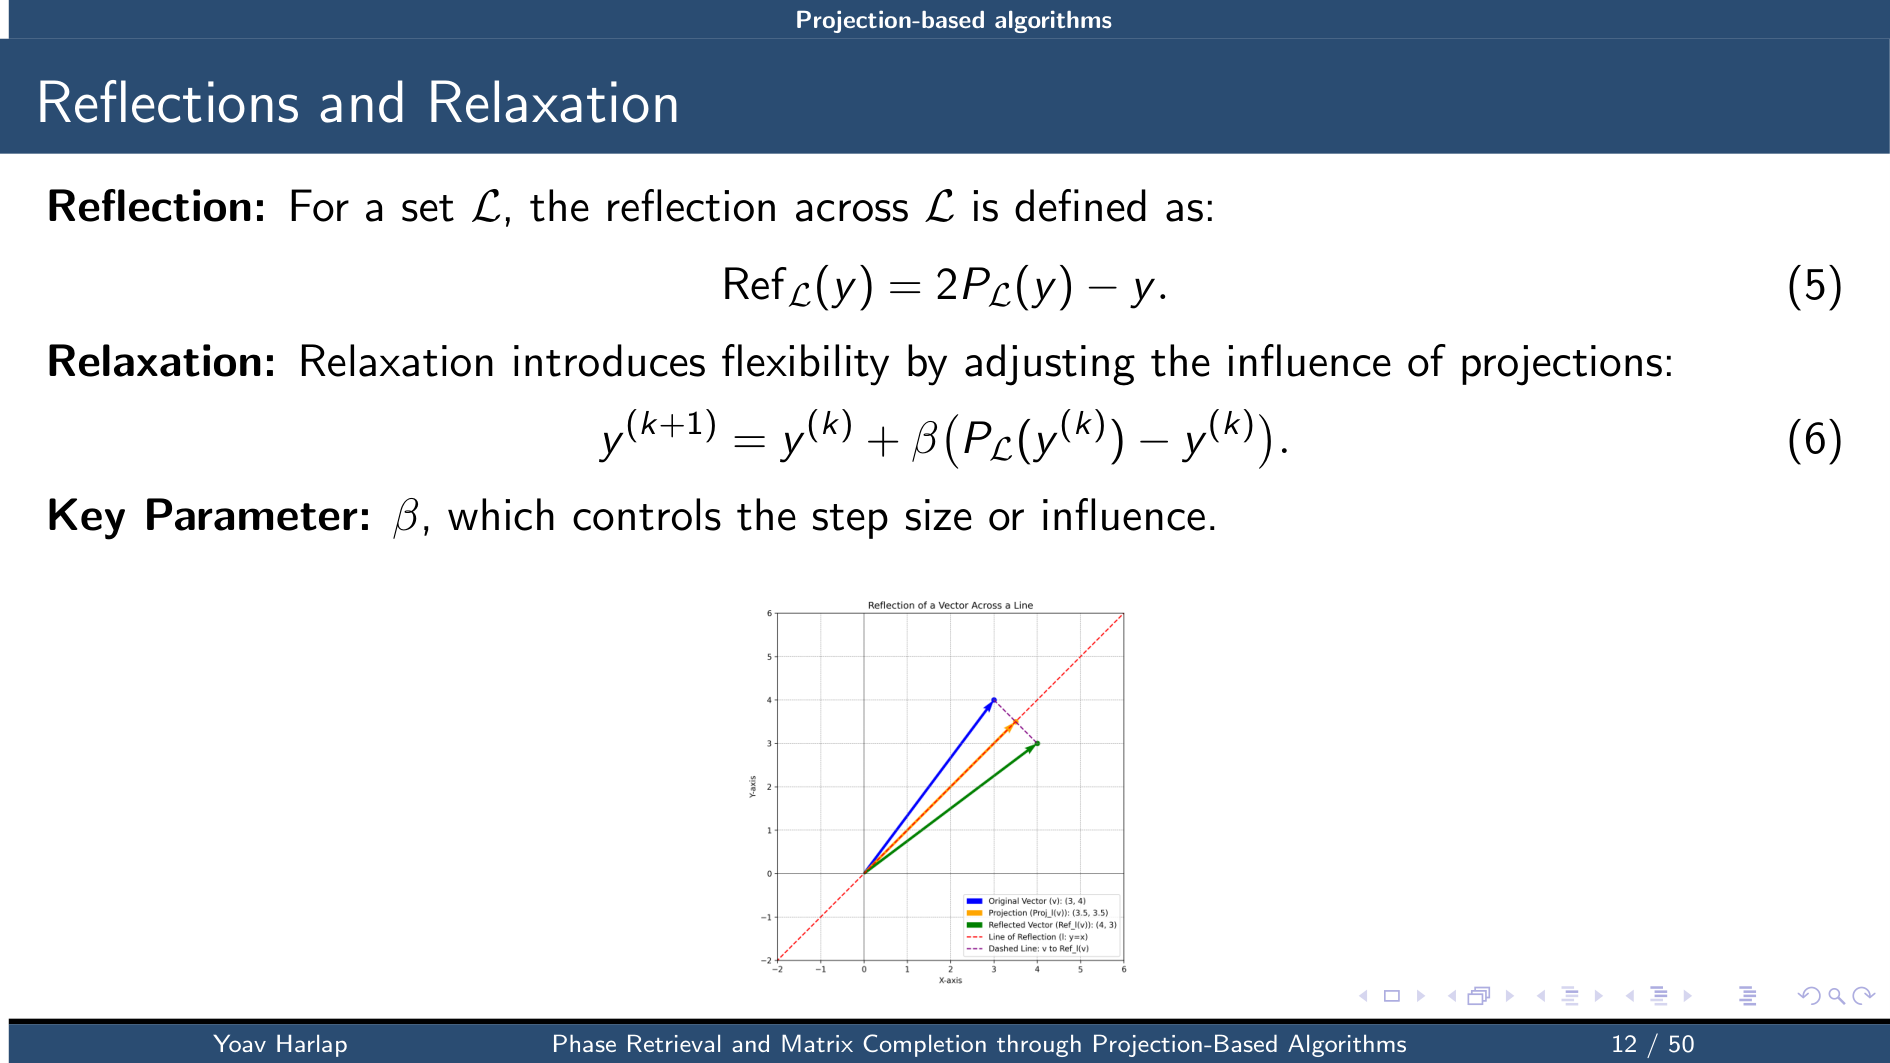 Projection-based algorithms
Reflections and Relaxation
Reflection: For a set ℒ, the reflection across ℒ is defined as:
Ref_ℒ(y) = 2P_ℒ(y) − y. (5)
Relaxation: Relaxation introduces flexibility by adjusting the influence of projections:
y^(k+1) = y^(k) + β(P_ℒ(y^(k)) − y^(k)). (6)
Key Parameter: β, which controls the step size or influence.
Reflection of a Vector Across a Line
6
5
4
3
2
1
0
−1
−2
Y-axis
Original Vector (v): (3, 4)
Projection (Proj_l(v)): (3.5, 3.5)
Reflected Vector (Ref_l(v)): (4, 3)
Line of Reflection (l: y=x)
Dashed Line: v to Ref_l(v)
−2 −1 0 1 2 3 4 5 6
X-axis
Yoav Harlap Phase Retrieval and Matrix Completion through Projection-Based Algorithms 12 / 50